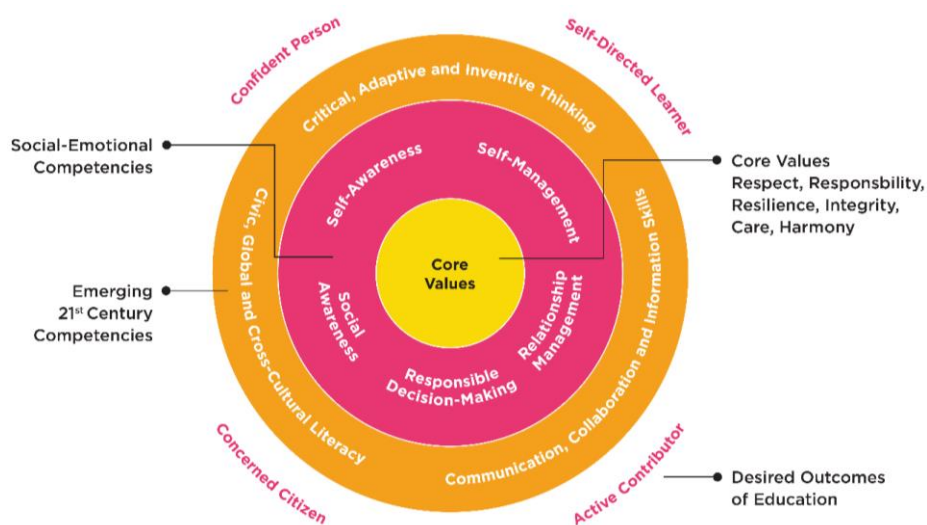 Confident Person
Self-Directed Learner
Critical, Adaptive and Inventive Thinking
Social-Emotional
Competencies
Self-Awareness
Self-Management
Core Values
Respect, Responsbility,
Resilience, Integrity,
Care, Harmony
Civic, Global and Cross-Cultural Literacy
Communication, Collaboration and Information Skills
Core
Values
Emerging
21st Century
Competencies
Social
Awareness
Relationship
Management
Responsible
Decision-Making
Concerned Citizen
Active Contributor
Desired Outcomes
of Education